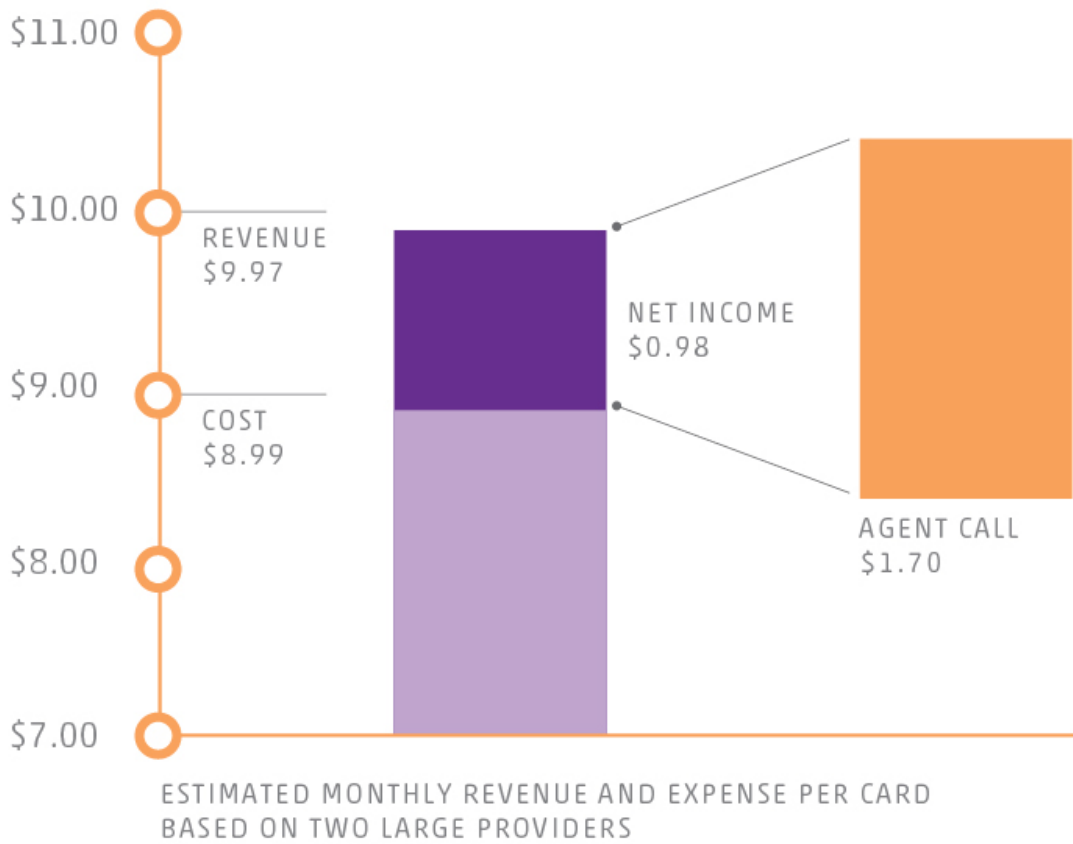 $11.00
$10.00
REVENUE
$9.97
NET INCOME
$0.98
$9.00
COST
$8.99
AGENT CALL
$1.70
$8.00
$7.00
ESTIMATED MONTHLY REVENUE AND EXPENSE PER CARD
BASED ON TWO LARGE PROVIDERS